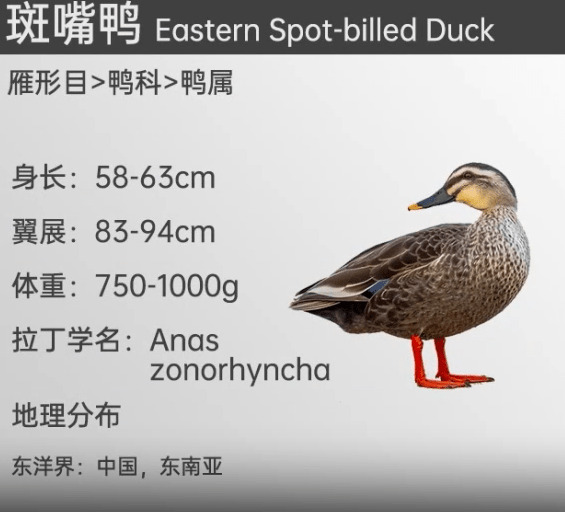 斑嘴鸭 Eastern Spot-billed Duck
雁形目>鸭科>鸭属
身长：58-63cm
翼展：83-94cm
体重：750-1000g
拉丁学名：Anas
zonorhyncha
地理分布
东洋界：中国，东南亚